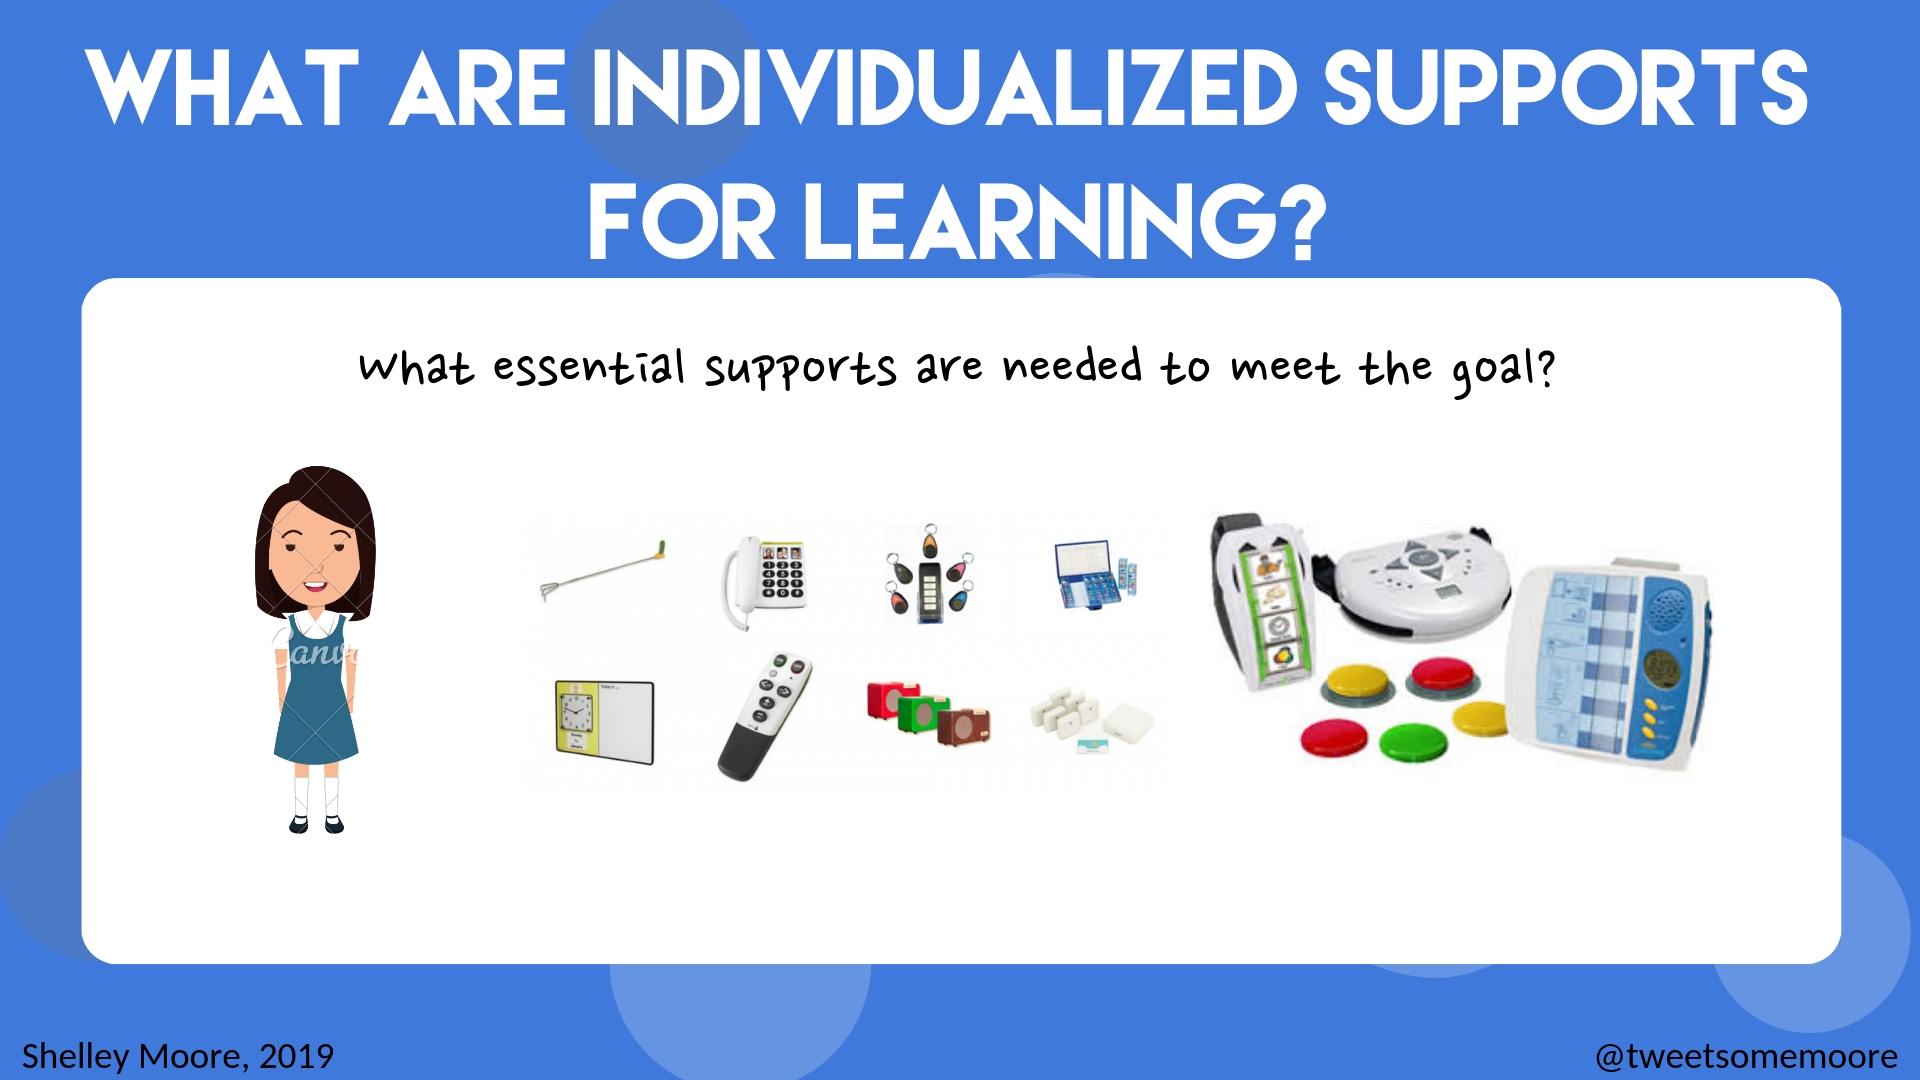 WHAT ARE INDIVIDUALIZED SUPPORTS
FOR LEARNING?
What essential supports are needed to meet the goal?
Shelley Moore, 2019
@tweetsomemoore